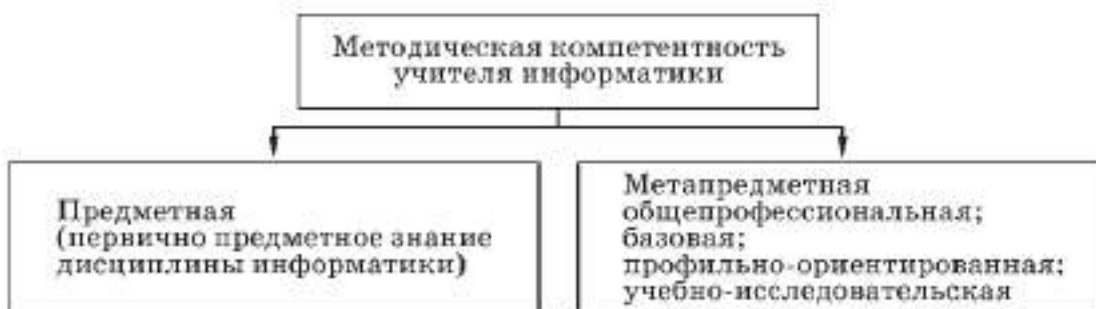 Методическая компетентность
учителя информатики
Предметная
(первично предметное знание
дисциплины информатики)
Метапредметная
общепрофессиональная;
базовая;
профильно-ориентированная;
учебно-исследовательская